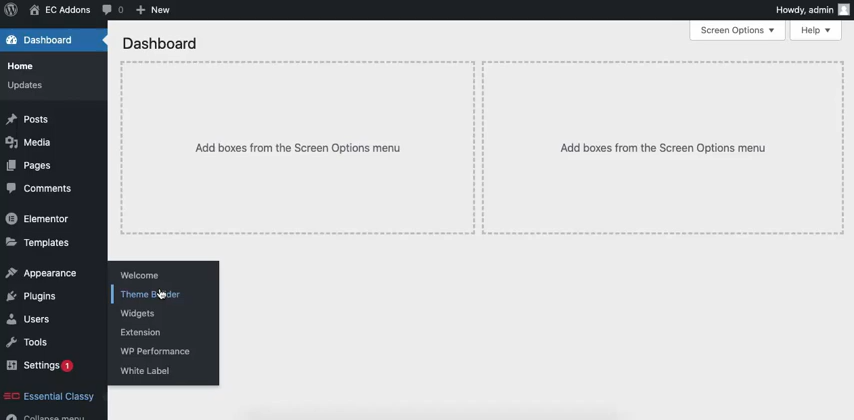 EC Addons 0 New Howdy, admin
Dashboard
Home
Updates
Posts
Media
Pages
Comments
Elementor
Templates
Appearance
Plugins
Users
Tools
Settings 1
Essential Classy
Collapse menu
Welcome
Theme Builder
Widgets
Extension
WP Performance
White Label
Screen Options Help
Dashboard
Add boxes from the Screen Options menu
Add boxes from the Screen Options menu